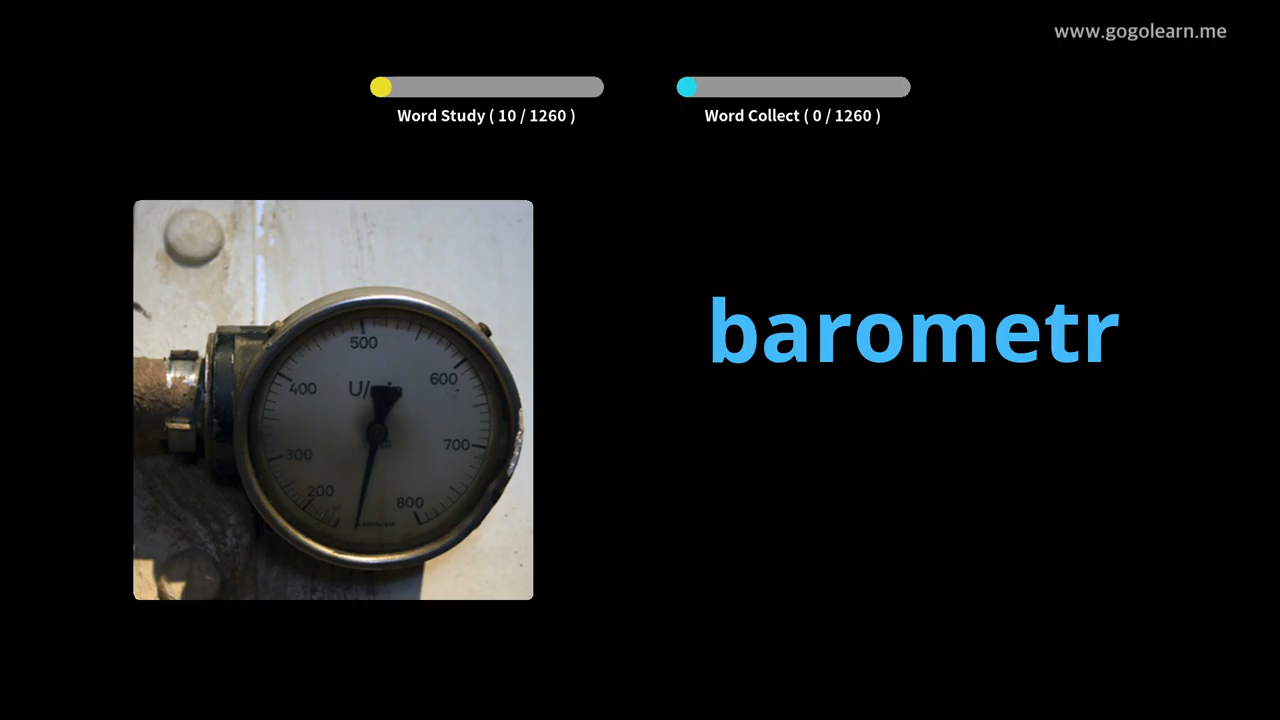 www.gogolearn.me
Word Study ( 10 / 1260 )
Word Collect ( 0 / 1260 )
barometr
500
400
600
U/
300
700
200
800